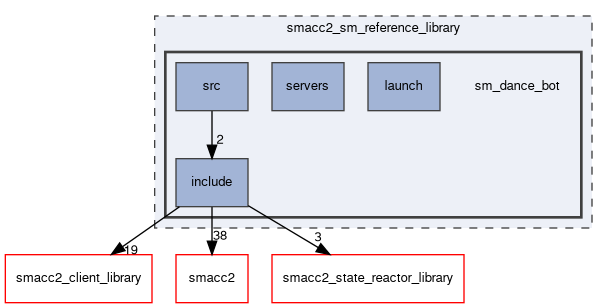 smacc2_sm_reference_library
src
servers
launch
sm_dance_bot
2
include
19
38
3
smacc2_client_library
smacc2
smacc2_state_reactor_library